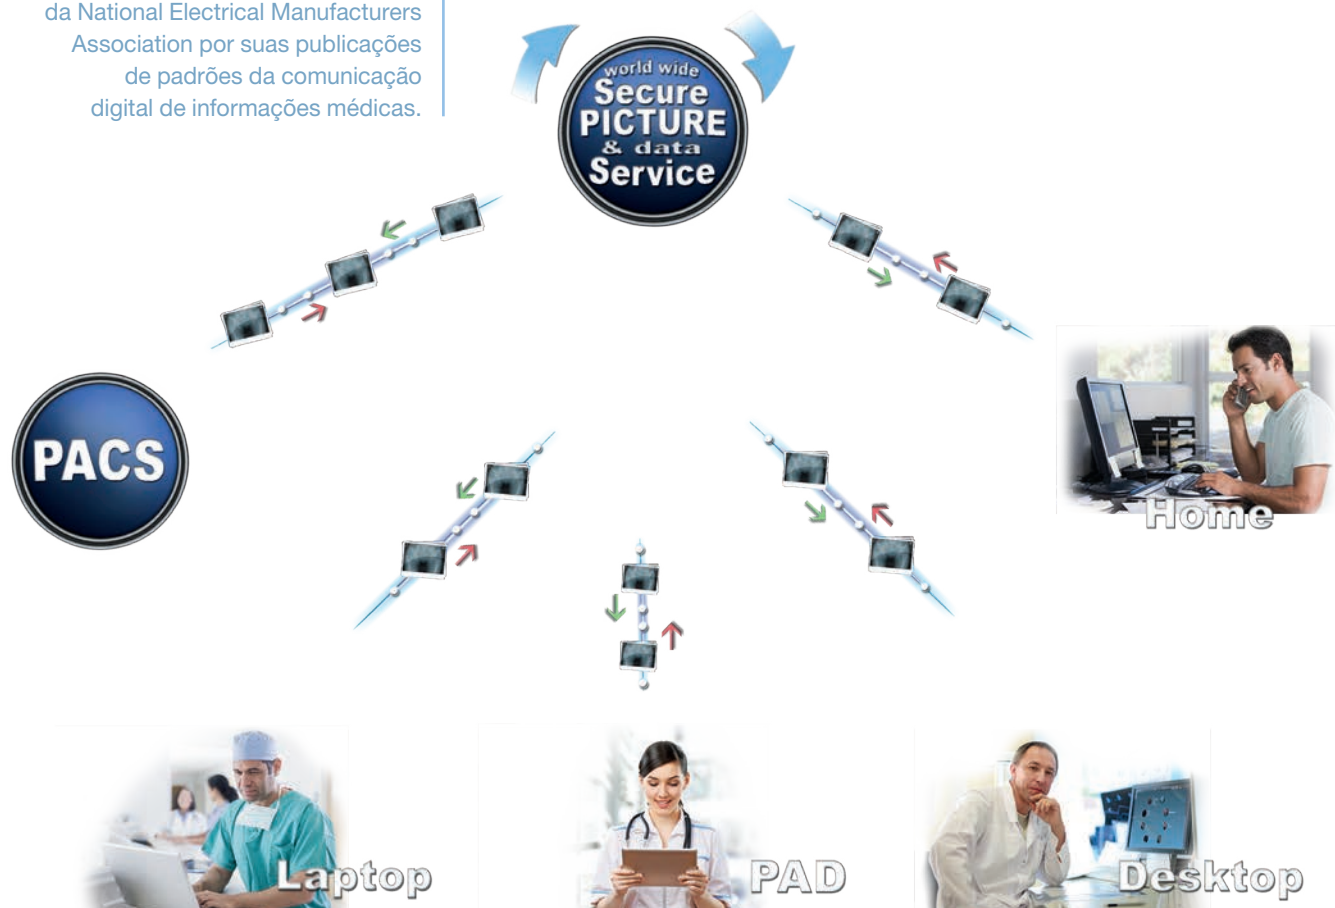 da National Electrical Manufacturers
Association por suas publicações
de padrões da comunicação
digital de informações médicas.
world wide
Secure
PICTURE
& data
Service
PACS
Home
Laptop
PAD
Desktop